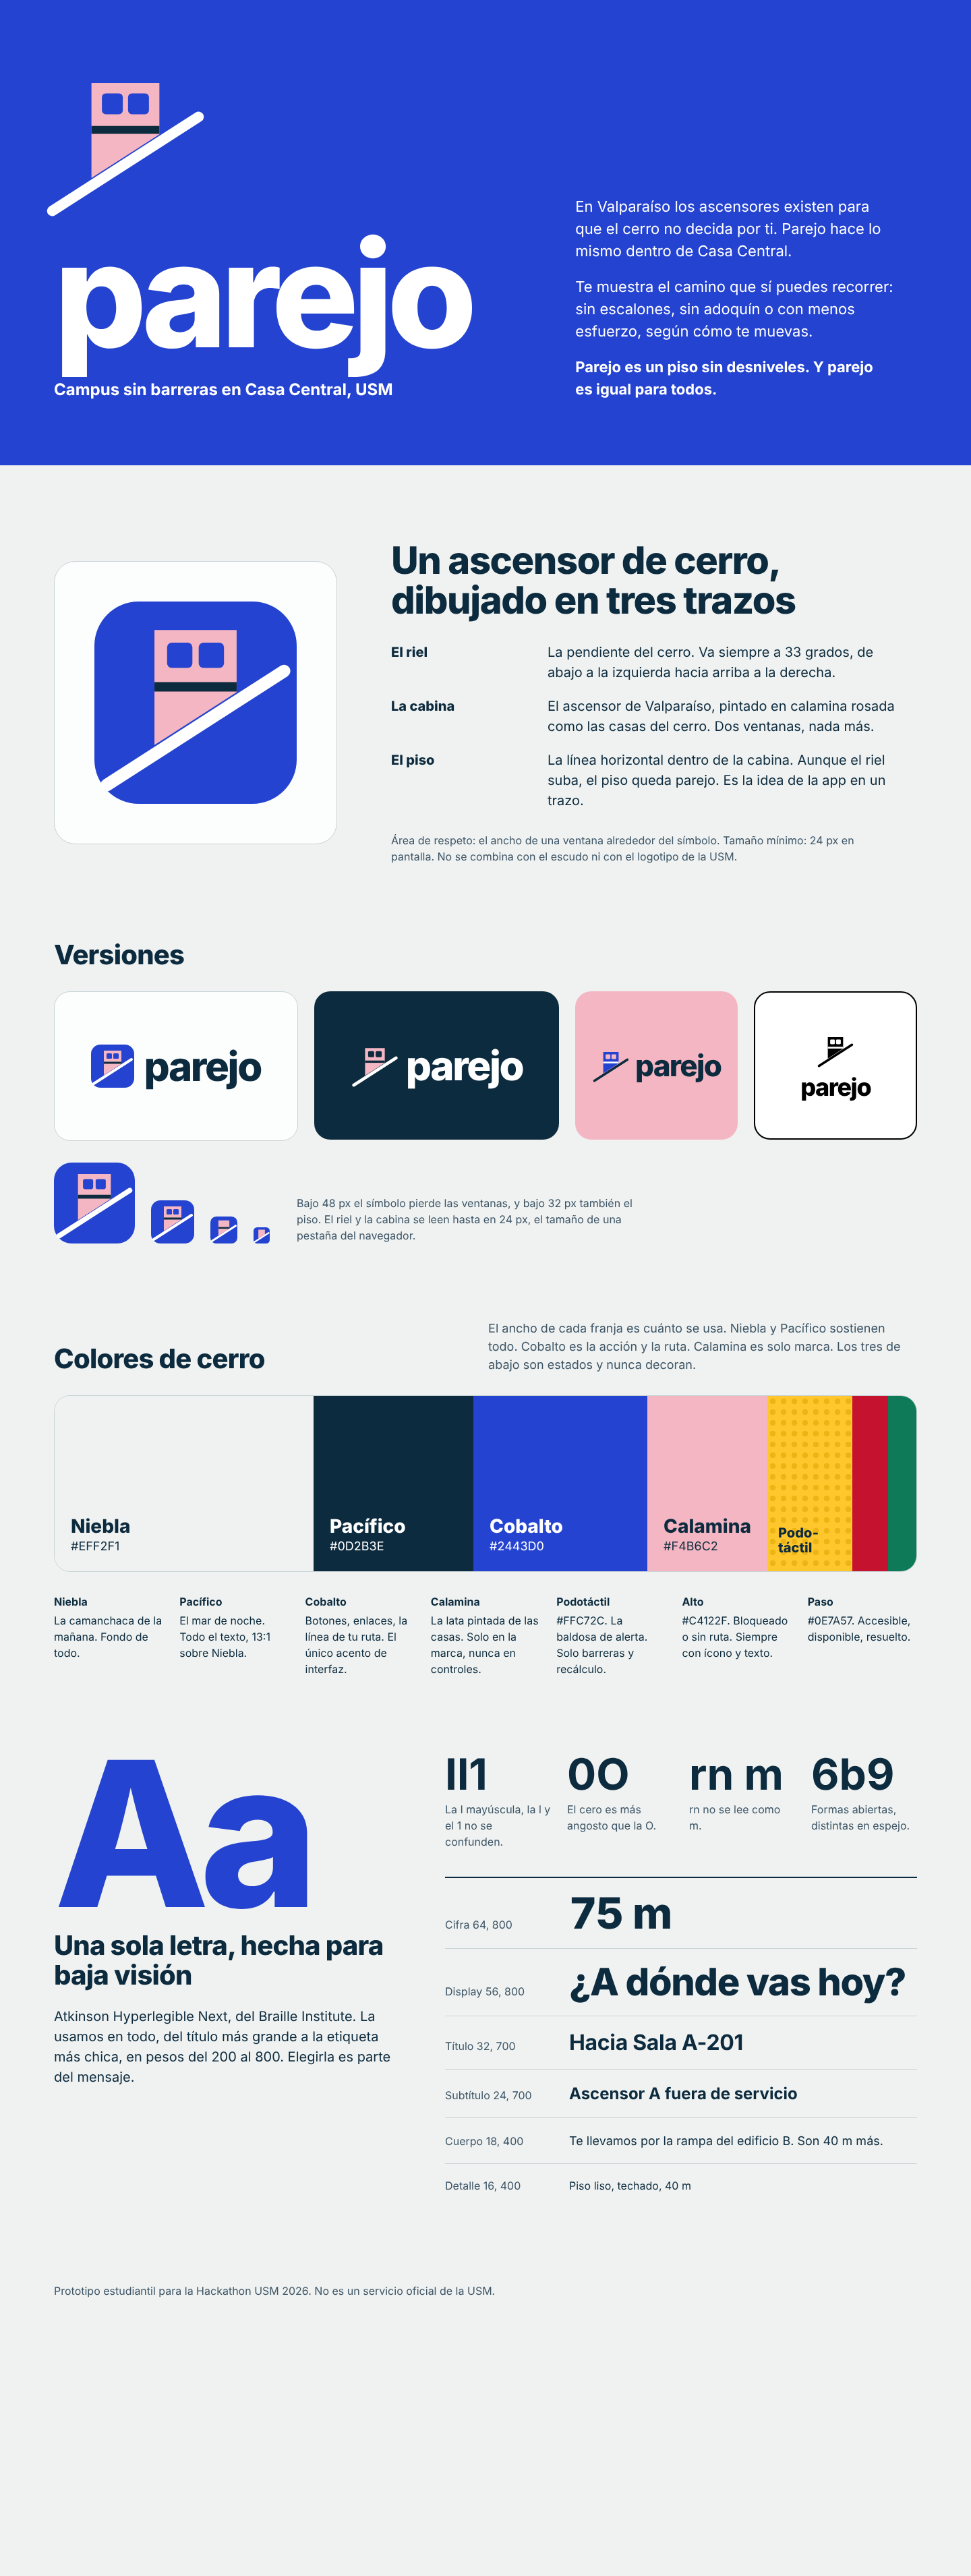 parejo
Campus sin barreras en Casa Central, USM
En Valparaíso los ascensores existen para
que el cerro no decida por ti. Parejo hace lo
mismo dentro de Casa Central.
Te muestra el camino que sí puedes recorrer:
sin escalones, sin adoquín o con menos
esfuerzo, según cómo te muevas.
Parejo es un piso sin desniveles. Y parejo
es igual para todos.
Un ascensor de cerro,
dibujado en tres trazos
El riel
La pendiente del cerro. Va siempre a 33 grados, de
abajo a la izquierda hacia arriba a la derecha.
La cabina
El ascensor de Valparaíso, pintado en calamina rosada
como las casas del cerro. Dos ventanas, nada más.
El piso
La línea horizontal dentro de la cabina. Aunque el riel
suba, el piso queda parejo. Es la idea de la app en un
trazo.
Área de respeto: el ancho de una ventana alrededor del símbolo. Tamaño mínimo: 24 px en
pantalla. No se combina con el escudo ni con el logotipo de la USM.
Versiones
parejo
parejo
parejo
parejo
Bajo 48 px el símbolo pierde las ventanas, y bajo 32 px también el
piso. El riel y la cabina se leen hasta en 24 px, el tamaño de una
pestaña del navegador.
Colores de cerro
El ancho de cada franja es cuánto se usa. Niebla y Pacífico sostienen
todo. Cobalto es la acción y la ruta. Calamina es solo marca. Los tres de
abajo son estados y nunca decoran.
Niebla
#EFF2F1
Pacífico
#0D2B3E
Cobalto
#2443D0
Calamina
#F4B6C2
Podo-
táctil
Niebla
La camanchaca de la
mañana. Fondo de
todo.
Pacífico
El mar de noche.
Todo el texto, 13:1
sobre Niebla.
Cobalto
Botones, enlaces, la
línea de tu ruta. El
único acento de
interfaz.
Calamina
La lata pintada de las
casas. Solo en la
marca, nunca en
controles.
Podotáctil
#FFC72C. La
baldosa de alerta.
Solo barreras y
recálculo.
Alto
#C4122F. Bloqueado
o sin ruta. Siempre
con ícono y texto.
Paso
#0E7A57. Accesible,
disponible, resuelto.
Aa
Una sola letra, hecha para
baja visión
Atkinson Hyperlegible Next, del Braille Institute. La
usamos en todo, del título más grande a la etiqueta
más chica, en pesos del 200 al 800. Elegirla es parte
del mensaje.
Il1
La I mayúscula, la l y
el 1 no se
confunden.
0O
El cero es más
angosto que la O.
rn m
rn no se lee como
m.
6b9
Formas abiertas,
distintas en espejo.
Cifra 64, 800
75 m
Display 56, 800
¿A dónde vas hoy?
Título 32, 700
Hacia Sala A-201
Subtítulo 24, 700
Ascensor A fuera de servicio
Cuerpo 18, 400
Te llevamos por la rampa del edificio B. Son 40 m más.
Detalle 16, 400
Piso liso, techado, 40 m
Prototipo estudiantil para la Hackathon USM 2026. No es un servicio oficial de la USM.